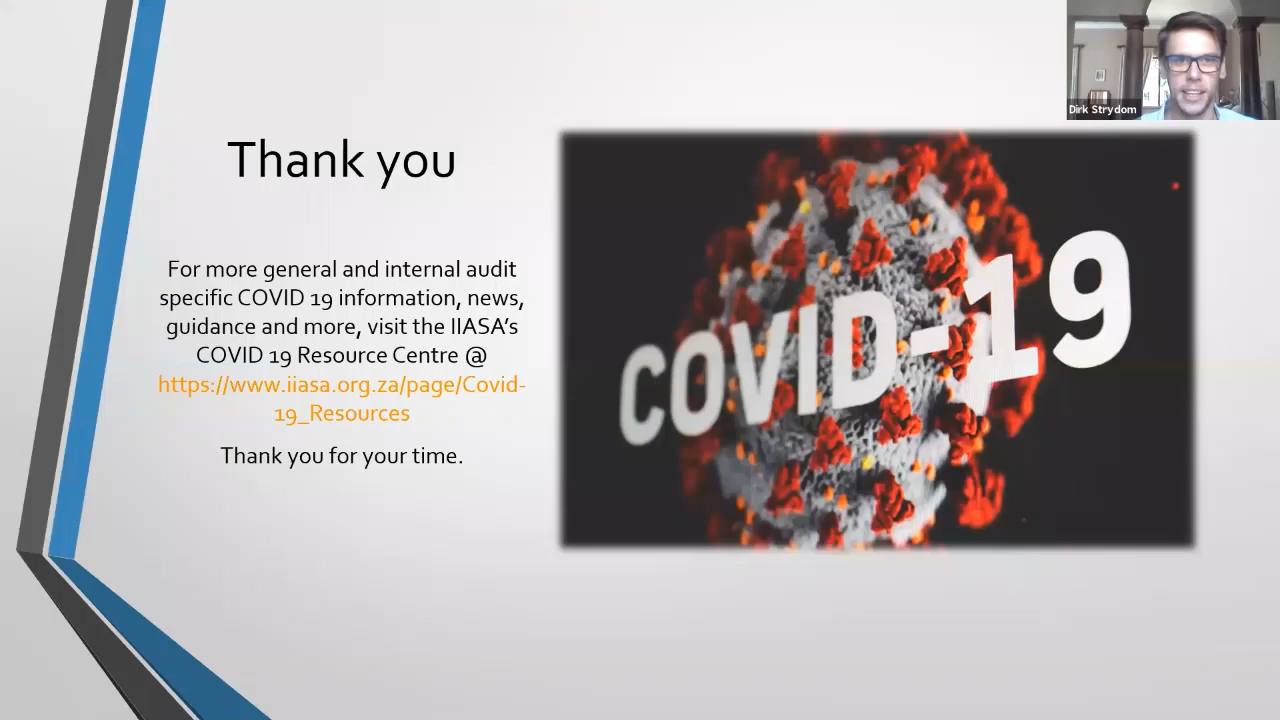 Dirk Strydom
Thank you
For more general and internal audit
specific COVID 19 information, news,
guidance and more, visit the IIASA’s
COVID 19 Resource Centre @
https://www.iiasa.org.za/page/Covid-
19_Resources
Thank you for your time.
COVID-19